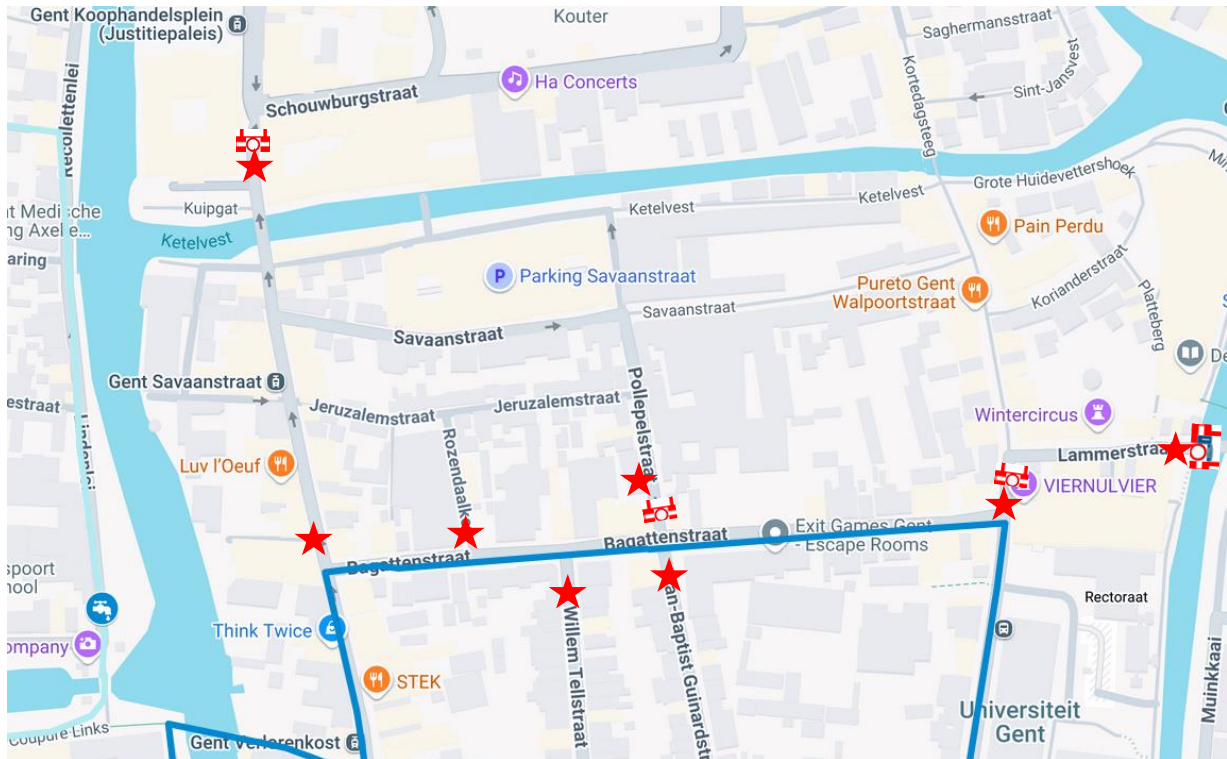 Gent Koophandelsplein
(Justitiepaleis)
Kouter
Saghermansstraat
Recollettenlei
Schouwburgstraat
Ha Concerts
Kortedagsteeg
Sint-Jansvest
Kuipgat
Ketelvest
Ketelvest
Ketelvest
Grote Huidevettershoek
Pain Perdu
Parking Savaanstraat
Pureto Gent
Walpoortstraat
Koriander­straat
Platteberg
Savaanstraat
Savaanstraat
Gent Savaanstraat
Jeruzalemstraat
Jeruzalemstraat
Pollepelstraat
Wintercircus
Lammerstraat
Luv l'Oeuf
VIERNULVIER
Bagattenstraat
Bagattenstraat
Exit Games Gent
- Escape Rooms
Think Twice
Willem Tellstraat
Rectoraat
STEK
Universiteit
Gent
Muinkkaai
Coupure Links
Gent Verlorenkost